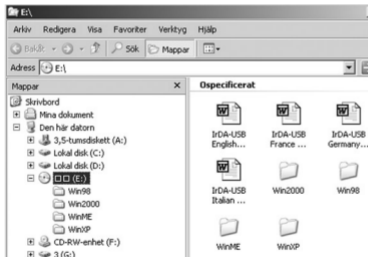 E:\
Arkiv Redigera Visa Favoriter Verktyg Hjälp
Bakåt Sök Mappar
Adress E:\
Mappar
Skrivbord
Mina dokument
Den här datorn
3,5-tumsdiskett (A:)
Lokal disk (C:)
Lokal disk (D:)
□□ (E:)
Win98
Win2000
WinME
WinXP
CD-RW-enhet (F:)
3 (G:)
Ospecificerat
IrDA-USB English... IrDA-USB France ... IrDA-USB Germany...
IrDA-USB Italian ... Win2000 Win98
WinME WinXP